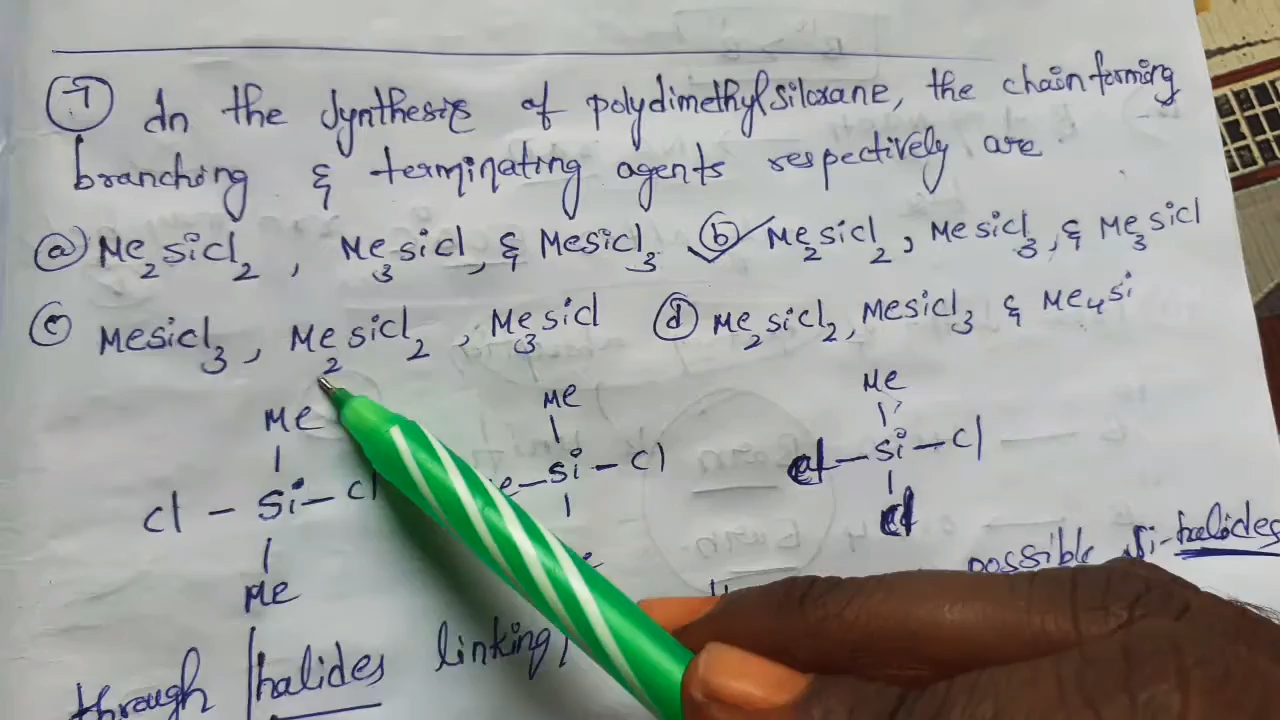 7 In the synthesis of polydimethylsiloxane, the chain forming
branching & terminating agents respectively are
(a) Me2SiCl2, Me3SiCl, & MeSiCl3 (b) Me2SiCl2, MeSiCl3, & Me3SiCl
(c) MeSiCl3, Me2SiCl2, Me3SiCl (d) Me2SiCl2, MeSiCl3 & Me4Si
Me Me Me
Cl - Si - Cl e - Si - Cl Cl - Si - Cl
Me Cl
possible Si-halides
through halides linking